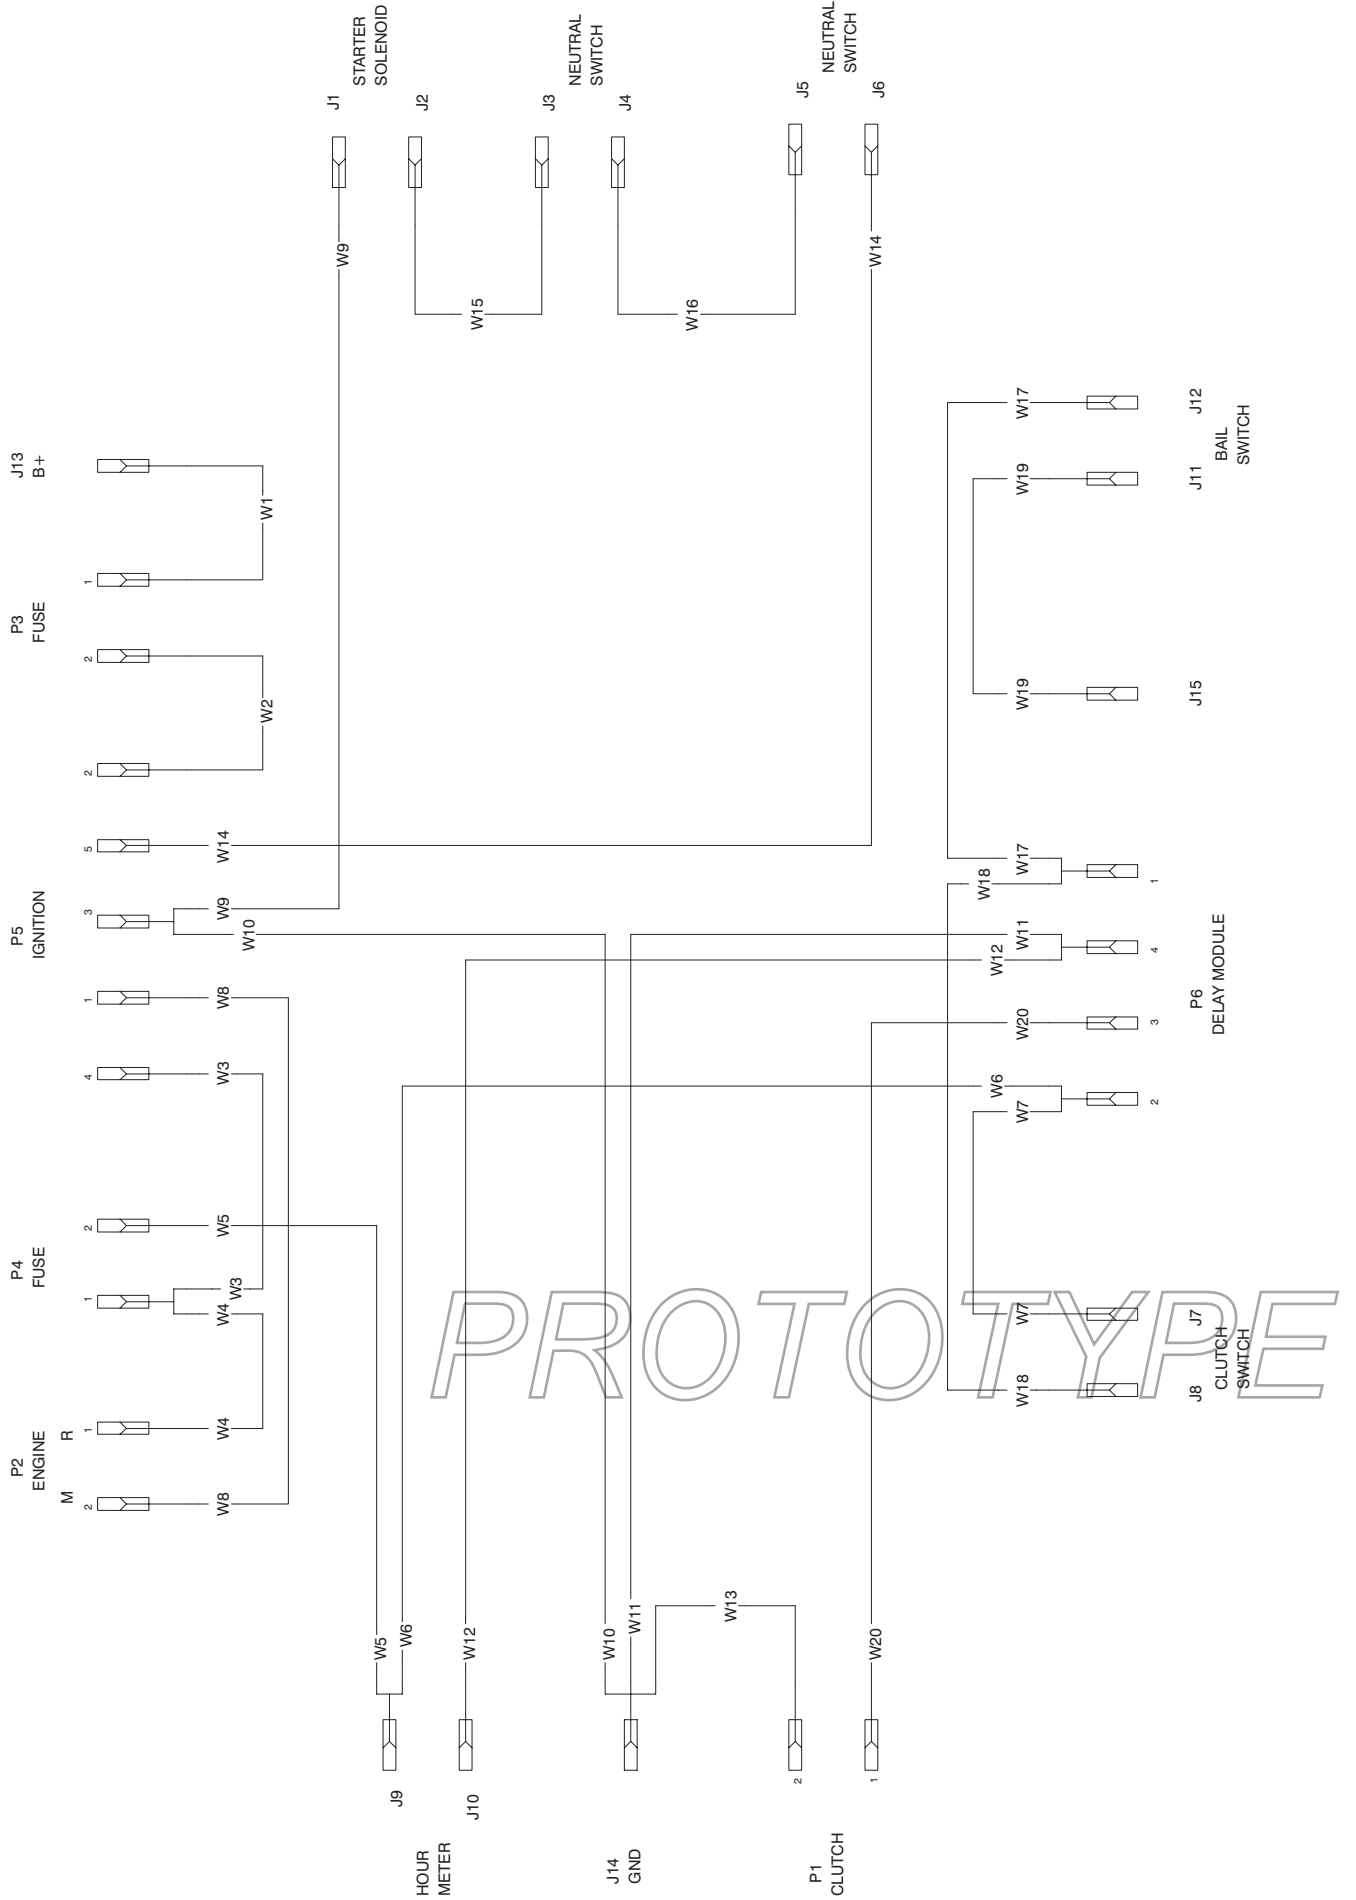 J1
STARTER
SOLENOID
J2
J3
NEUTRAL
SWITCH
J4
J5
NEUTRAL
SWITCH
J6
W9
W15
W16
W14
J13
B+
W1
1
P3
FUSE
2
W2
2
5
W14
P5
IGNITION
3
W9
W10
1
W8
4
W3
P4
FUSE
2
W5
1
W3
W4
P2
ENGINE
R
1
W4
M
2
W8
W17
J12
BAIL
SWITCH
W19
J11
W19
J15
W17
W18
1
W11
W12
4
P6
DELAY MODULE
W20
3
W6
W7
2
W7
J7
CLUTCH
SWITCH
W18
J8
PROTOTYPE
W5
W6
W12
W10
W11
W13
W20
J9
HOUR
METER
J10
J14
GND
2
P1
CLUTCH
1